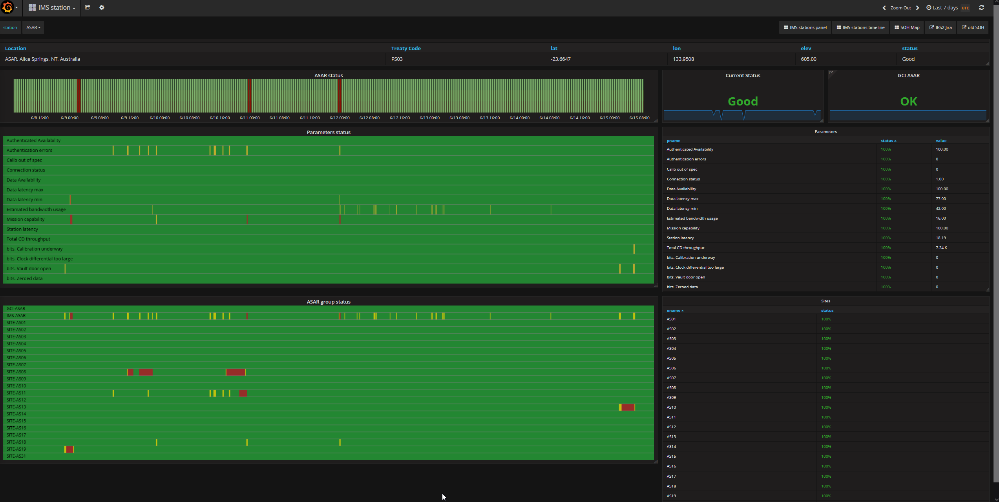 IMS station
Zoom Out
Last 7 days UTC
station ASAR
IMS stations panel
IMS stations timeline
SOH Map
IRS2 Jira
old SOH
Location Treaty Code lat lon elev status
ASAR, Alice Springs, NT, Australia PS03 -23.6647 133.9508 605.00 Good
ASAR status
6/8 16:00 6/9 00:00 6/9 08:00 6/9 16:00 6/10 00:00 6/10 08:00 6/10 16:00 6/11 00:00 6/11 08:00 6/11 16:00 6/12 00:00 6/12 08:00 6/12 16:00 6/13 00:00 6/13 08:00 6/13 16:00 6/14 00:00 6/14 08:00 6/14 16:00 6/15 00:00 6/15 08:00
Current Status
Good
GCI ASAR
OK
Parameters status
Authenticated Availability
Authentication errors
Calib out of spec
Connection status
Data Availability
Data latency max
Data latency min
Estimated bandwidth usage
Mission capability
Station latency
Total CD throughput
bits. Calibration underway
bits. Clock differential too large
bits. Vault door open
bits. Zeroed data
Parameters
pname status value
Authenticated Availability 100% 100.00
Authentication errors 100% 0
Calib out of spec 100% 0
Connection status 100% 1.00
Data Availability 100% 100.00
Data latency max 100% 77.00
Data latency min 100% 42.00
Estimated bandwidth usage 100% 16.00
Mission capability 100% 100.00
Station latency 100% 18.19
Total CD throughput 100% 7.24 K
bits. Calibration underway 100% 0
bits. Clock differential too large 100% 0
bits. Vault door open 100% 0
bits. Zeroed data 100% 0
ASAR group status
GCI-ASAR
IMS-ASAR
SITE-AS01
SITE-AS02
SITE-AS03
SITE-AS04
SITE-AS05
SITE-AS06
SITE-AS07
SITE-AS08
SITE-AS09
SITE-AS10
SITE-AS11
SITE-AS12
SITE-AS13
SITE-AS14
SITE-AS15
SITE-AS16
SITE-AS17
SITE-AS18
SITE-AS19
SITE-AS31
Sites
oname status
AS01 100%
AS02 100%
AS03 100%
AS04 100%
AS05 100%
AS06 100%
AS07 100%
AS08 100%
AS09 100%
AS10 100%
AS11 100%
AS12 100%
AS13 100%
AS14 100%
AS15 100%
AS16 100%
AS17 100%
AS18 100%
AS19 100%